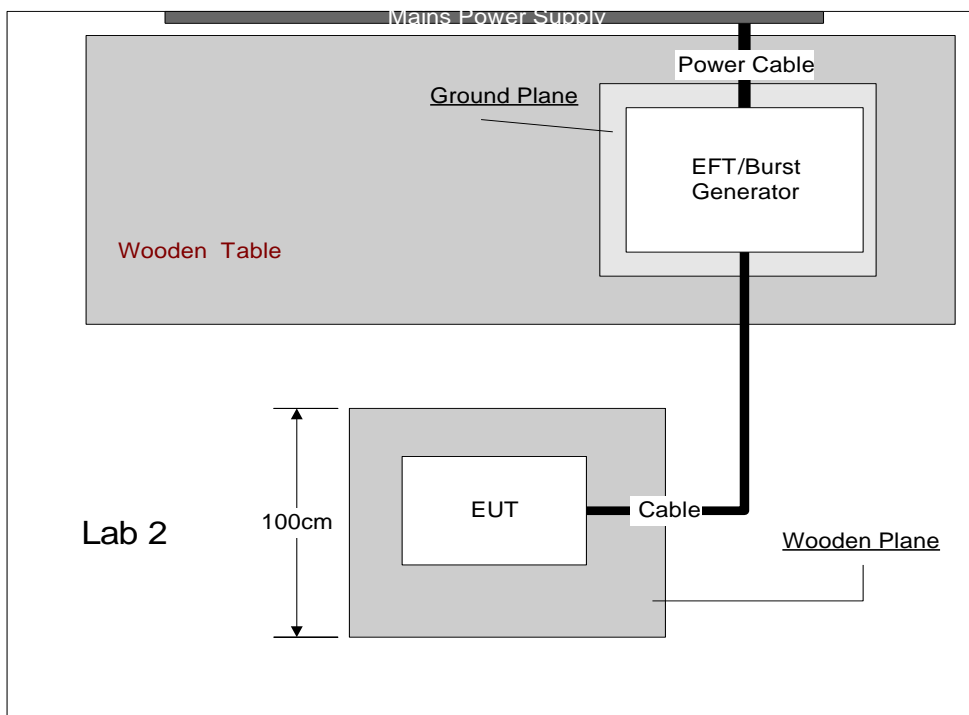 Mains Power Supply
Power Cable
Ground Plane
EFT/Burst
Generator
Wooden Table
EUT
Cable
100cm
Lab 2
Wooden Plane